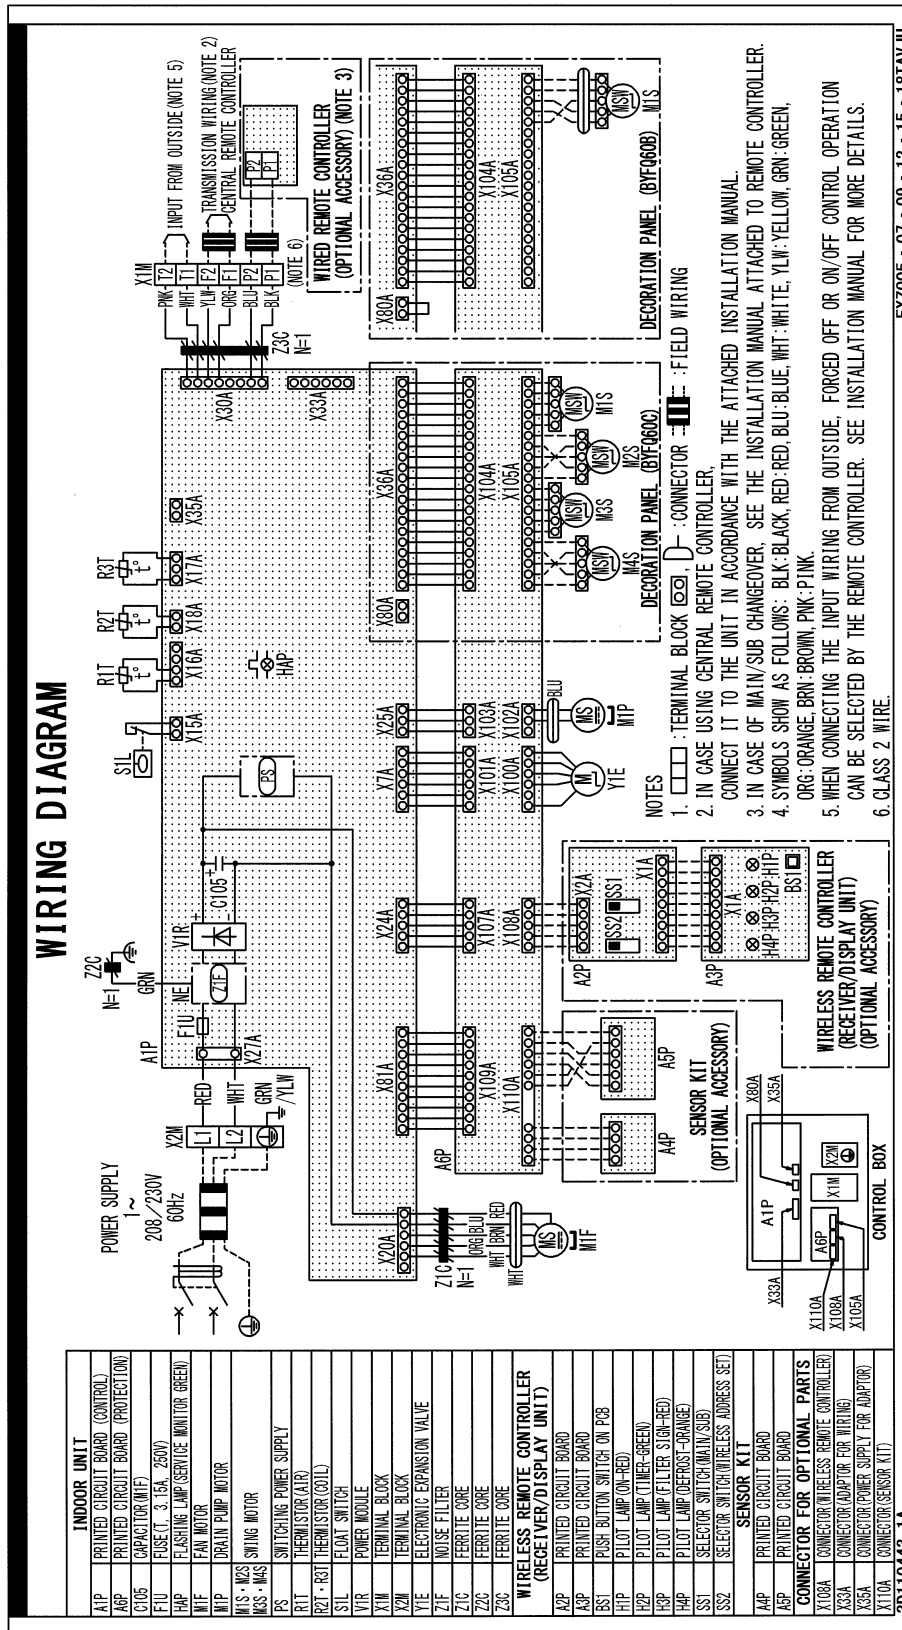 WIRING DIAGRAM
POWER SUPPLY
1~
208/230V
60Hz
X2M
L1
L2
RED
WHT
GRN
/YLW
A1P
X27A
F1U
NE
Z1F
Z2C
N=1
GRN
V1R
C105
PS
S1L
X15A
R1T
t°
X16A
R2T
t°
X18A
R3T
t°
X17A
X35A
HAP
X30A
X33A
Z3C
N=1
PNK
WHT
YLW
ORG
BLU
BLK
X1M
T2
T1
F2
F1
P2
P1
(NOTE 6)
INPUT FROM OUTSIDE(NOTE 5)
TRANSMISSION WIRING(NOTE 2)
CENTRAL REMOTE CONTROLLER
P2
P1
WIRED REMOTE CONTROLLER
(OPTIONAL ACCESSORY)(NOTE 3)
X20A
X81A
X24A
X7A
X25A
X80A
X36A
X80A
X36A
A6P
X109A
X107A
X101A
X103A
X104A
X104A
X110A
X108A
X100A
X102A
X105A
X105A
Z1C
N=1
ORG
BLU
WHT
BRN
RED
WHT
MS
M1F
M
Y1E
BLU
MS
M1P
MSW
M4S
MSW
M3S
MSW
M2S
MSW
M1S
MSW
M1S
DECORATION PANEL (BYFQ60C)
DECORATION PANEL (BYFQ60B)
A4P
A5P
SENSOR KIT
(OPTIONAL ACCESSORY)
A2P
X2A
SS2
SS1
X1A
A3P
X1A
H4P
H3P
H2P
H1P
BS1
WIRELESS REMOTE CONTROLLER
(RECEIVER/DISPLAY UNIT)
(OPTIONAL ACCESSORY)
X33A
A1P
X80A
X35A
X110A
X108A
X105A
A6P
X1M
X2M
CONTROL BOX
NOTES
1. :TERMINAL BLOCK , :CONNECTOR :FIELD WIRING
2. IN CASE USING CENTRAL REMOTE CONTROLLER,
CONNECT IT TO THE UNIT IN ACCORDANCE WITH THE ATTACHED INSTALLATION MANUAL.
3. IN CASE OF MAIN/SUB CHANGEOVER, SEE THE INSTALLATION MANUAL ATTACHED TO REMOTE CONTROLLER.
4. SYMBOLS SHOW AS FOLLOWS: BLK:BLACK, RED:RED, BLU:BLUE, WHT:WHITE, YLW:YELLOW, GRN:GREEN,
ORG:ORANGE, BRN:BROWN, PNK:PINK.
5. WHEN CONNECTING THE INPUT WIRING FROM OUTSIDE, FORCED OFF OR ON/OFF CONTROL OPERATION
CAN BE SELECTED BY THE REMOTE CONTROLLER. SEE INSTALLATION MANUAL FOR MORE DETAILS.
6. CLASS 2 WIRE.
INDOOR UNIT
A1P PRINTED CIRCUIT BOARD (CONTROL)
A6P PRINTED CIRCUIT BOARD (PROTECTION)
C105 CAPACITOR(M1F)
F1U FUSE(T, 3.15A, 250V)
HAP FLASHING LAMP(SERVICE MONITOR GREEN)
M1F FAN MOTOR
M1P DRAIN PUMP MOTOR
M1S・M2S
M3S・M4S SWING MOTOR
PS SWITCHING POWER SUPPLY
R1T THERMISTOR(AIR)
R2T・R3T THERMISTOR(COIL)
S1L FLOAT SWITCH
V1R POWER MODULE
X1M TERMINAL BLOCK
X2M TERMINAL BLOCK
Y1E ELECTRONIC EXPANSION VALVE
Z1F NOISE FILTER
Z1C FERRITE CORE
Z2C FERRITE CORE
Z3C FERRITE CORE
WIRELESS REMOTE CONTROLLER
(RECEIVER/DISPLAY UNIT)
A2P PRINTED CIRCUIT BOARD
A3P PRINTED CIRCUIT BOARD
BS1 PUSH BUTTON SWITCH ON PCB
H1P PILOT LAMP(ON-RED)
H2P PILOT LAMP(TIMER-GREEN)
H3P PILOT LAMP(FILTER SIGN-RED)
H4P PILOT LAMP(DEFROST-ORANGE)
SS1 SELECTOR SWITCH(MAIN/SUB)
SS2 SELECTOR SWITCH(WIRELESS ADDRESS SET)
SENSOR KIT
A4P PRINTED CIRCUIT BOARD
A5P PRINTED CIRCUIT BOARD
CONNECTOR FOR OPTIONAL PARTS
X108A CONNECTOR(WIRELESS REMOTE CONTROLLER)
X33A CONNECTOR(ADAPTOR FOR WIRING)
X35A CONNECTOR(POWER SUPPLY FOR ADAPTOR)
X110A CONNECTOR(SENSOR KIT)